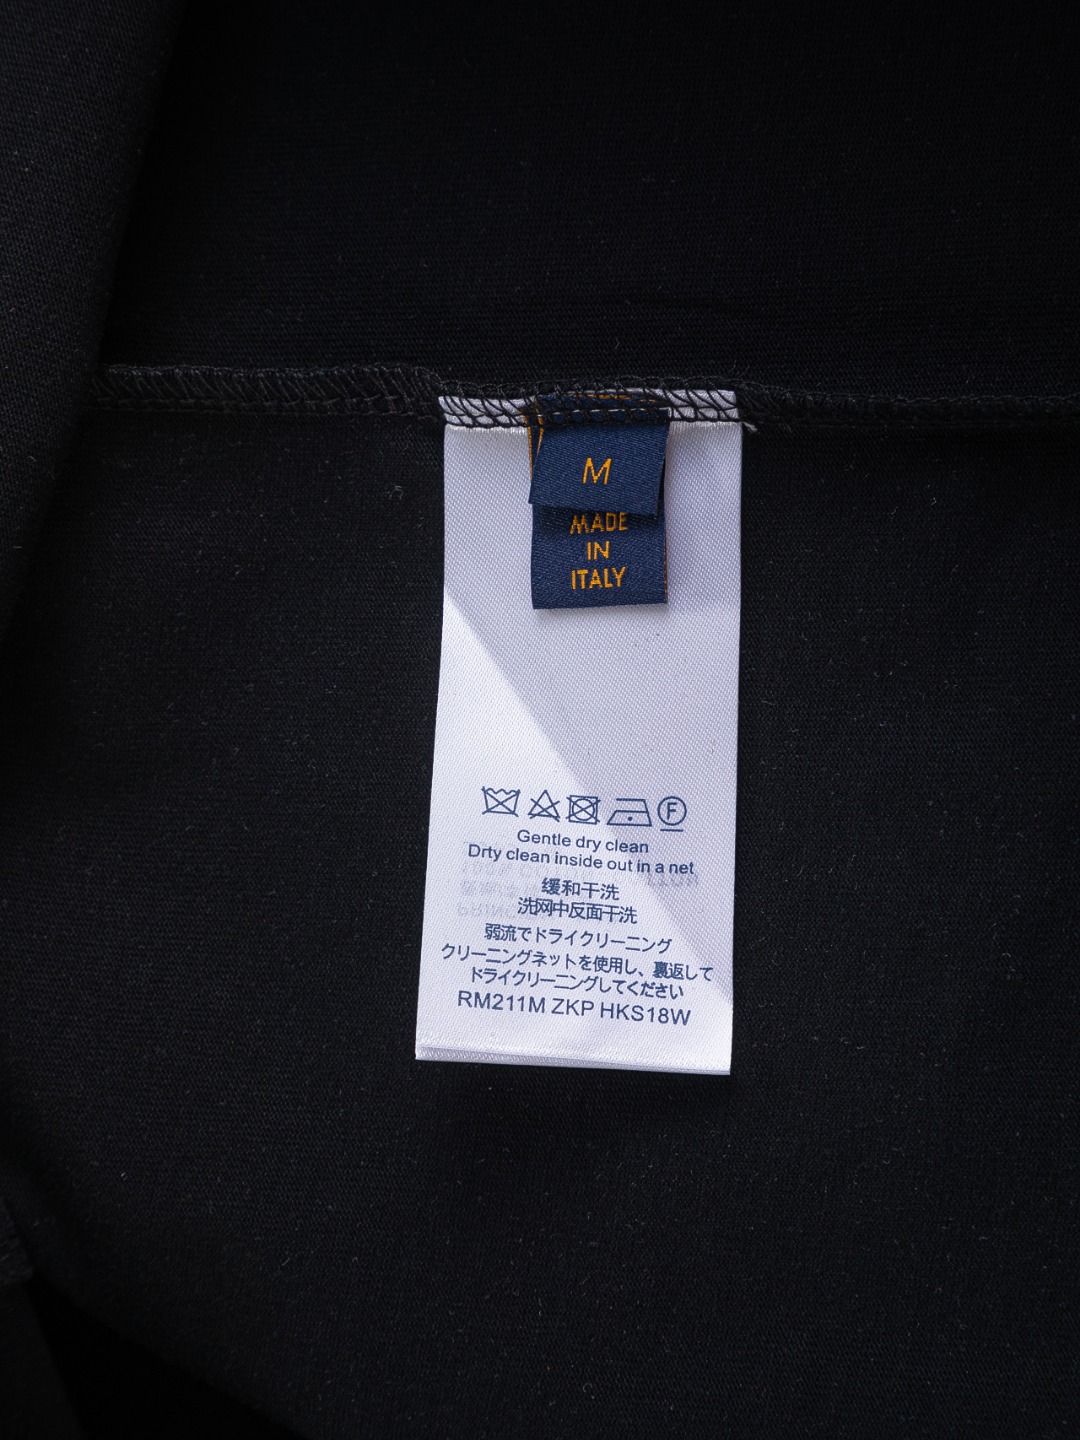 M
MADE
IN
ITALY
F
Gentle dry clean
Drty clean inside out in a net
缓和干洗
洗网中反面干洗
弱流でドライクリーニング
クリーニングネットを使用し、裏返して
ドライクリーニングしてください
RM211M ZKP HKS18W